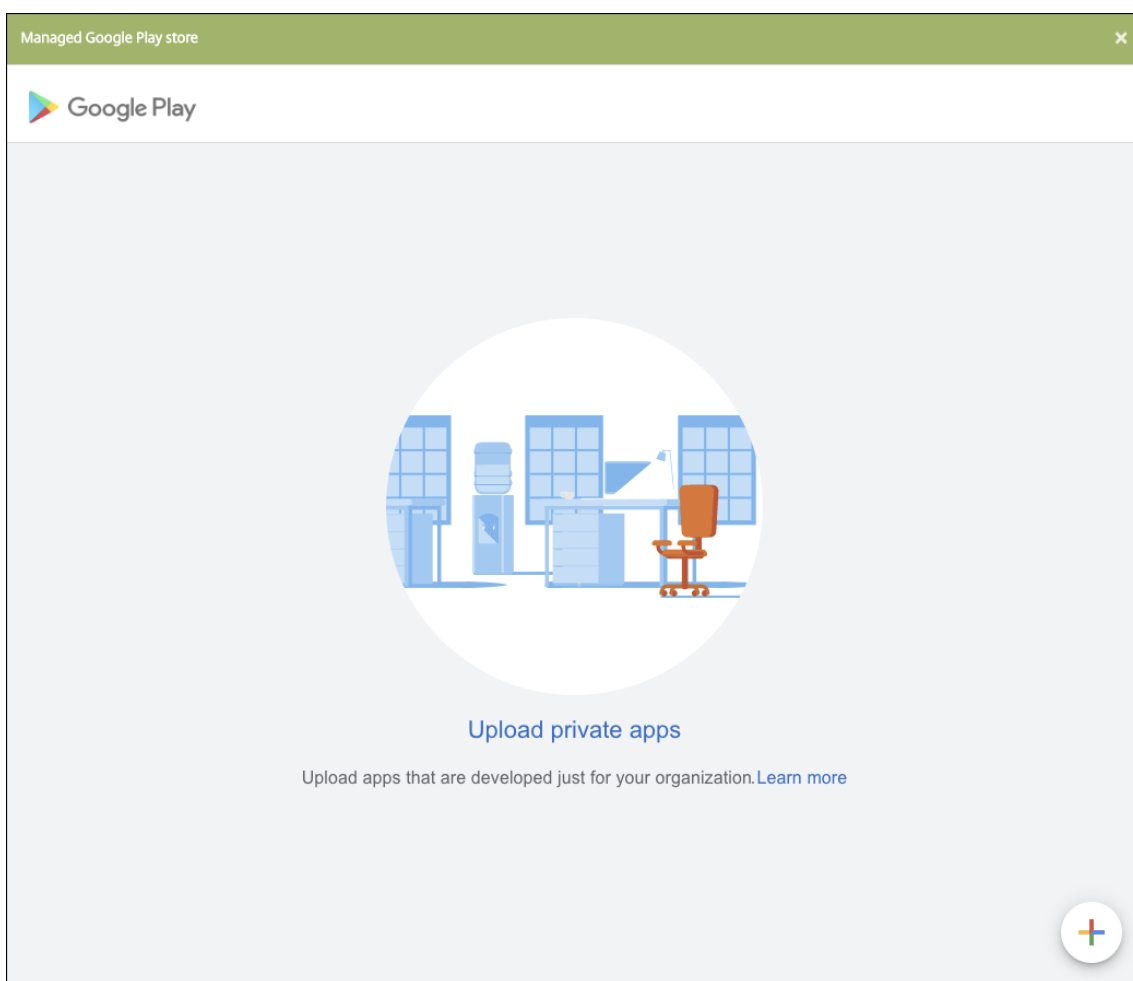 Managed Google Play store
Google Play
Upload private apps
Upload apps that are developed just for your organization. Learn more